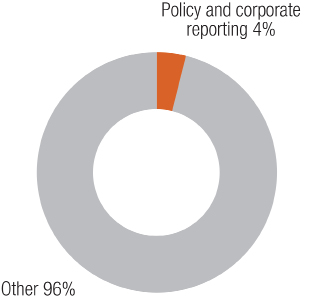 Policy and corporate
reporting 4%
Other 96%